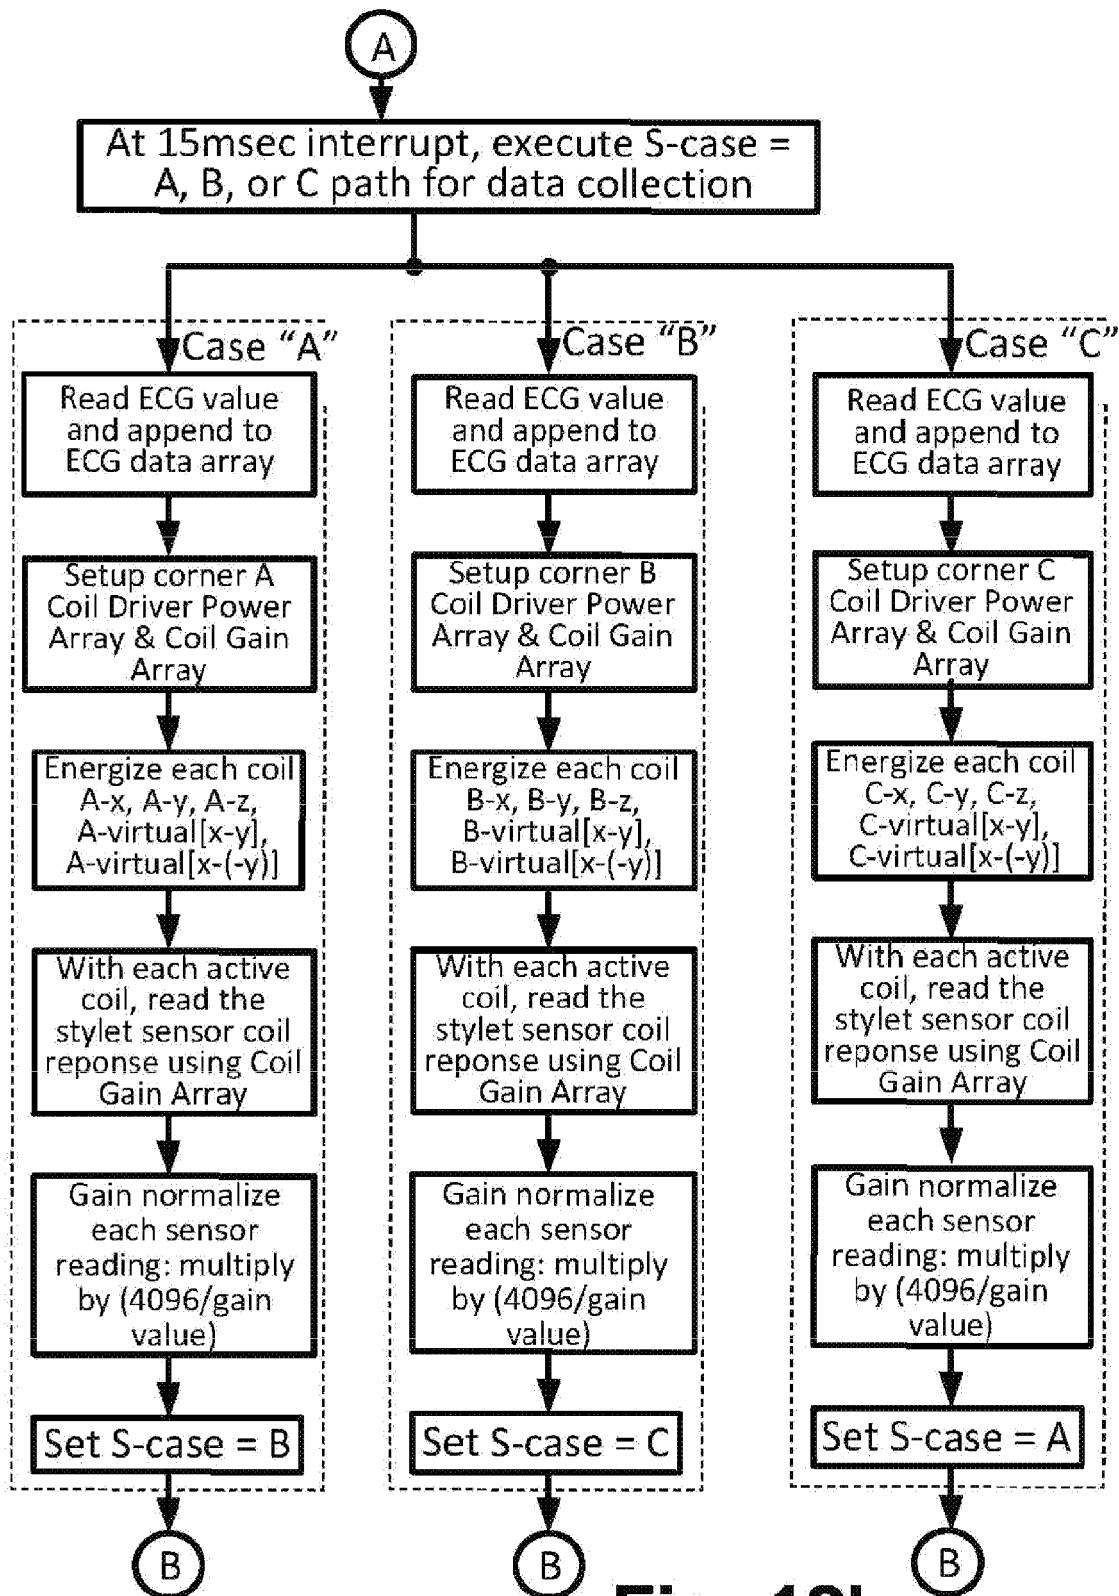 A
At 15msec interrupt, execute S-case =
A, B, or C path for data collection
Case “A”
Read ECG value
and append to
ECG data array
Setup corner A
Coil Driver Power
Array & Coil Gain
Array
Energize each coil
A-x, A-y, A-z,
A-virtual[x-y],
A-virtual[x-(-y)]
With each active
coil, read the
stylet sensor coil
reponse using Coil
Gain Array
Gain normalize
each sensor
reading: multiply
by (4096/gain
value)
Set S-case = B
B
Case “B”
Read ECG value
and append to
ECG data array
Setup corner B
Coil Driver Power
Array & Coil Gain
Array
Energize each coil
B-x, B-y, B-z,
B-virtual[x-y],
B-virtual[x-(-y)]
With each active
coil, read the
stylet sensor coil
reponse using Coil
Gain Array
Gain normalize
each sensor
reading: multiply
by (4096/gain
value)
Set S-case = C
B
Case “C”
Read ECG value
and append to
ECG data array
Setup corner C
Coil Driver Power
Array & Coil Gain
Array
Energize each coil
C-x, C-y, C-z,
C-virtual[x-y],
C-virtual[x-(-y)]
With each active
coil, read the
stylet sensor coil
reponse using Coil
Gain Array
Gain normalize
each sensor
reading: multiply
by (4096/gain
value)
Set S-case = A
B